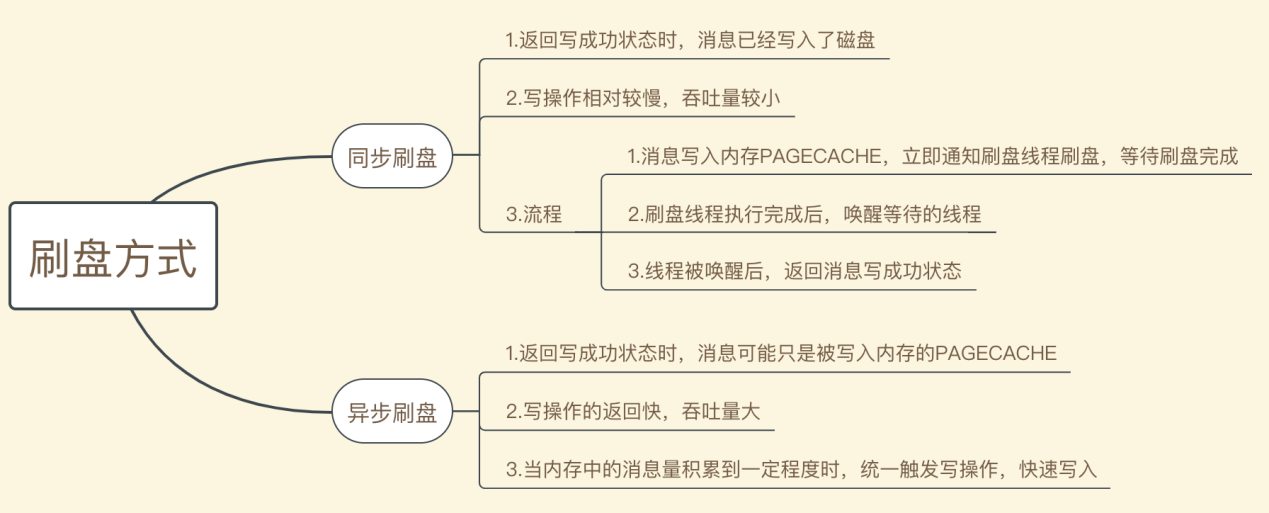 刷盘方式
同步刷盘
1.返回写成功状态时，消息已经写入了磁盘
2.写操作相对较慢，吞吐量较小
3.流程
1.消息写入内存PAGECACHE，立即通知刷盘线程刷盘，等待刷盘完成
2.刷盘线程执行完成后，唤醒等待的线程
3.线程被唤醒后，返回消息写成功状态
异步刷盘
1.返回写成功状态时，消息可能只是被写入内存的PAGECACHE
2.写操作的返回快，吞吐量大
3.当内存中的消息量积累到一定程度时，统一触发写操作，快速写入